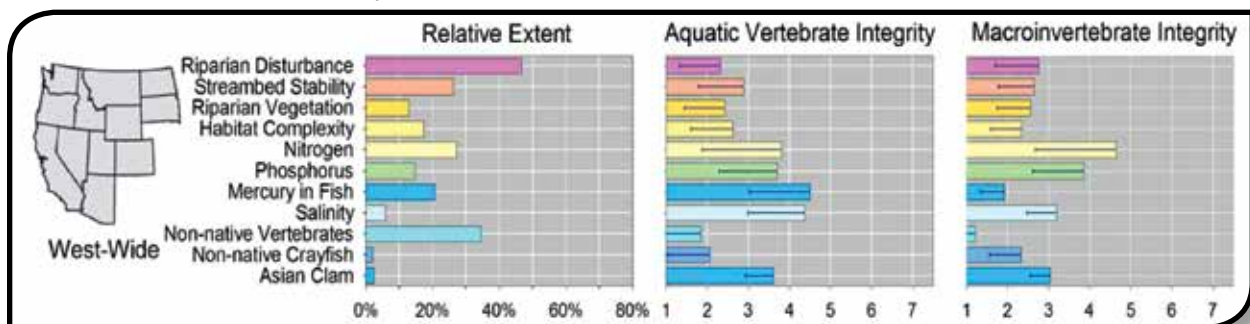 Relative Extent Aquatic Vertebrate Integrity Macroinvertebrate Integrity
Riparian Disturbance
Streambed Stability
Riparian Vegetation
Habitat Complexity
Nitrogen
Phosphorus
Mercury in Fish
Salinity
Non-native Vertebrates
Non-native Crayfish
Asian Clam
West-Wide
0% 20% 40% 60% 80% 1 2 3 4 5 6 7 1 2 3 4 5 6 7